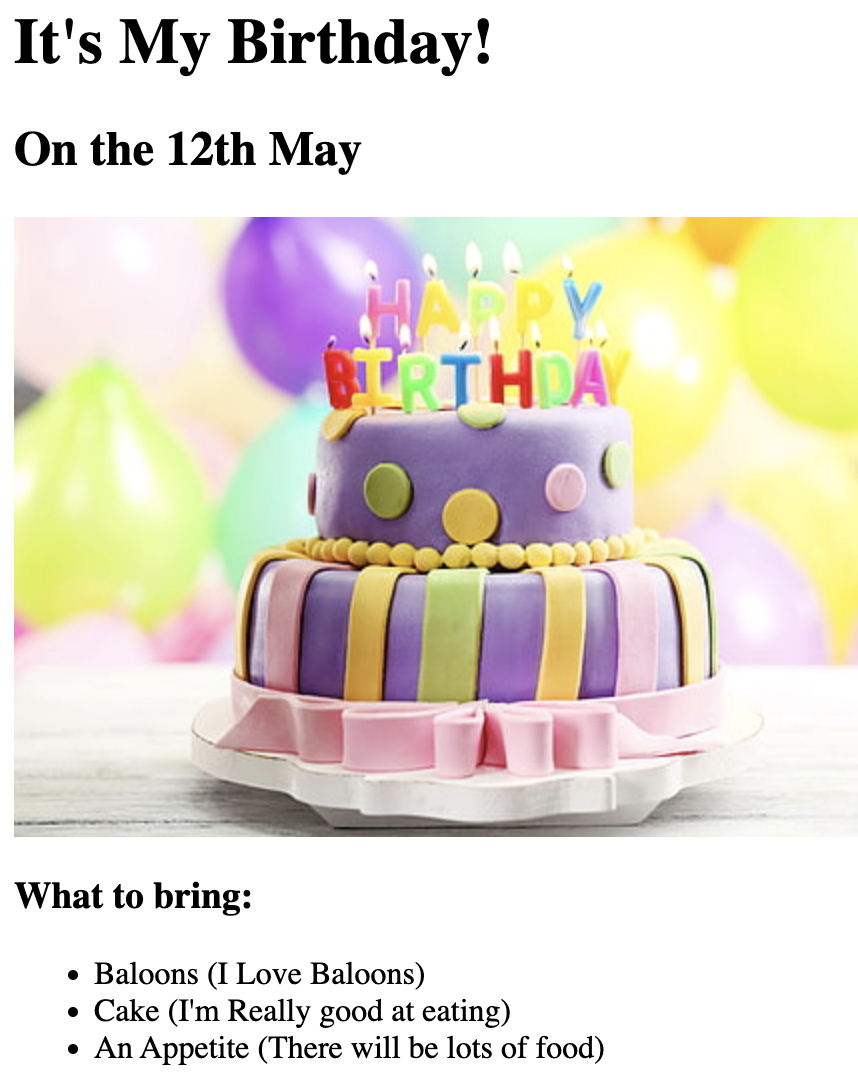 It's My Birthday!
On the 12th May
HAPPY
BIRTHDAY
What to bring:
Baloons (I Love Baloons)
Cake (I'm Really good at eating)
An Appetite (There will be lots of food)